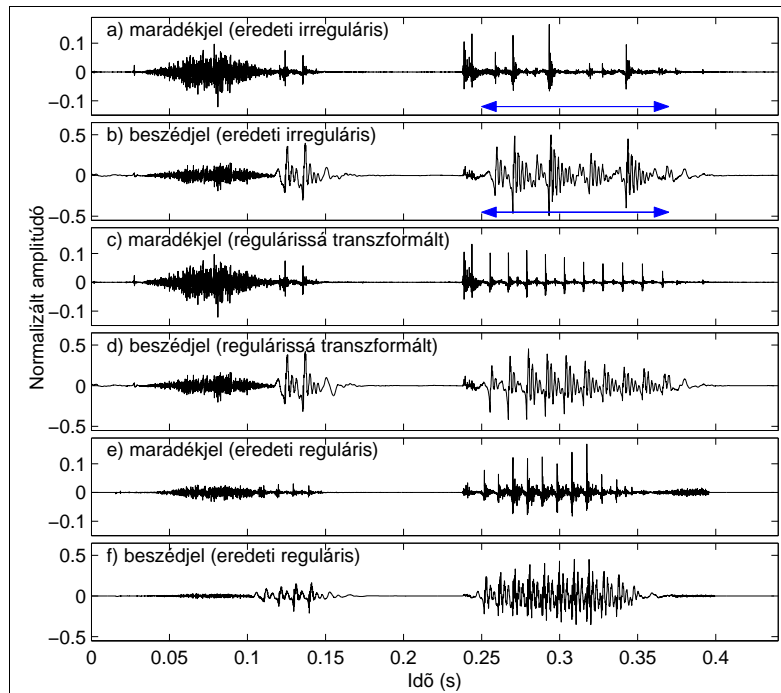 a) maradékjel (eredeti irreguláris)
0.1
0
−0.1
b) beszédjel (eredeti irreguláris)
0.5
0
−0.5
c) maradékjel (regulárissá transzformált)
0.1
0
−0.1
d) beszédjel (regulárissá transzformált)
0.5
0
−0.5
e) maradékjel (eredeti reguláris)
0.1
0
−0.1
f) beszédjel (eredeti reguláris)
0.5
0
−0.5
Normalizált amplitúdó
0 0.05 0.1 0.15 0.2 0.25 0.3 0.35 0.4
Idő (s)